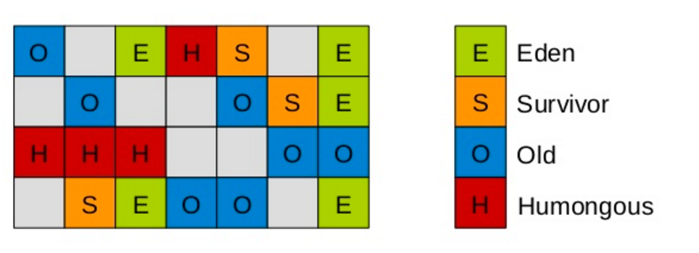 O E H S E
O O S E
H H H O O
S E O O E
E Eden
S Survivor
O Old
H Humongous